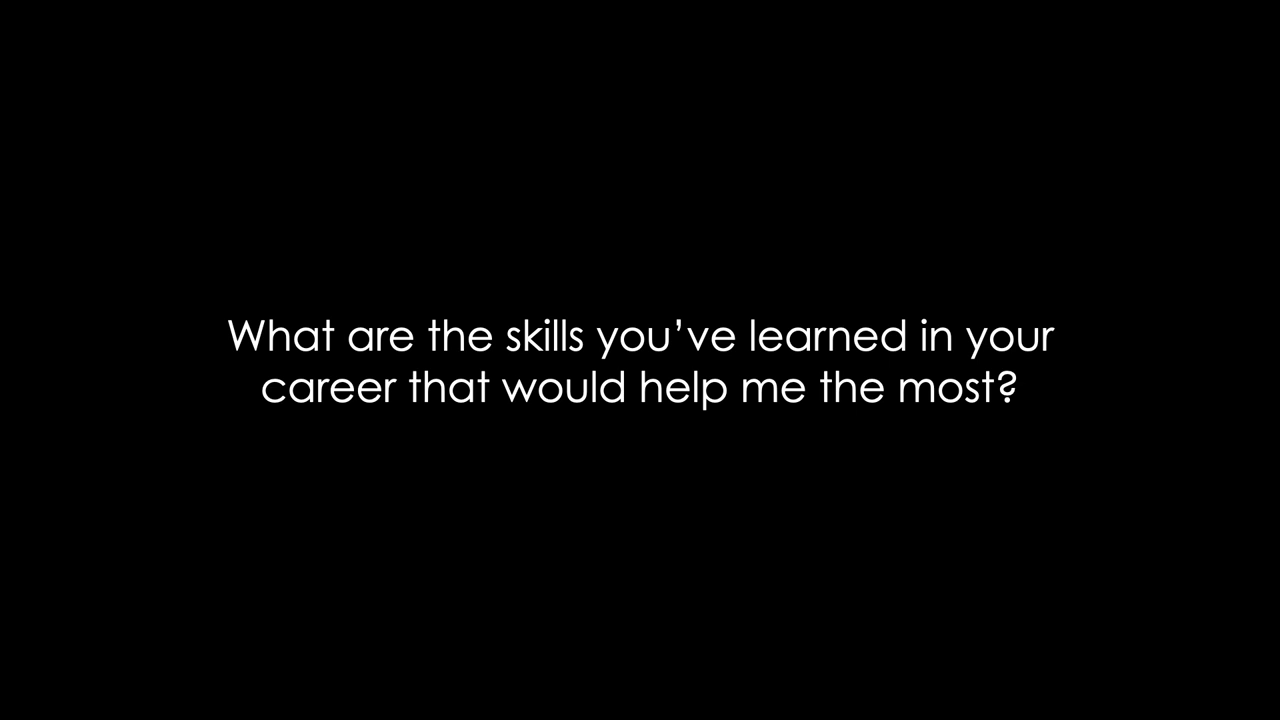 What are the skills you’ve learned in your
career that would help me the most?